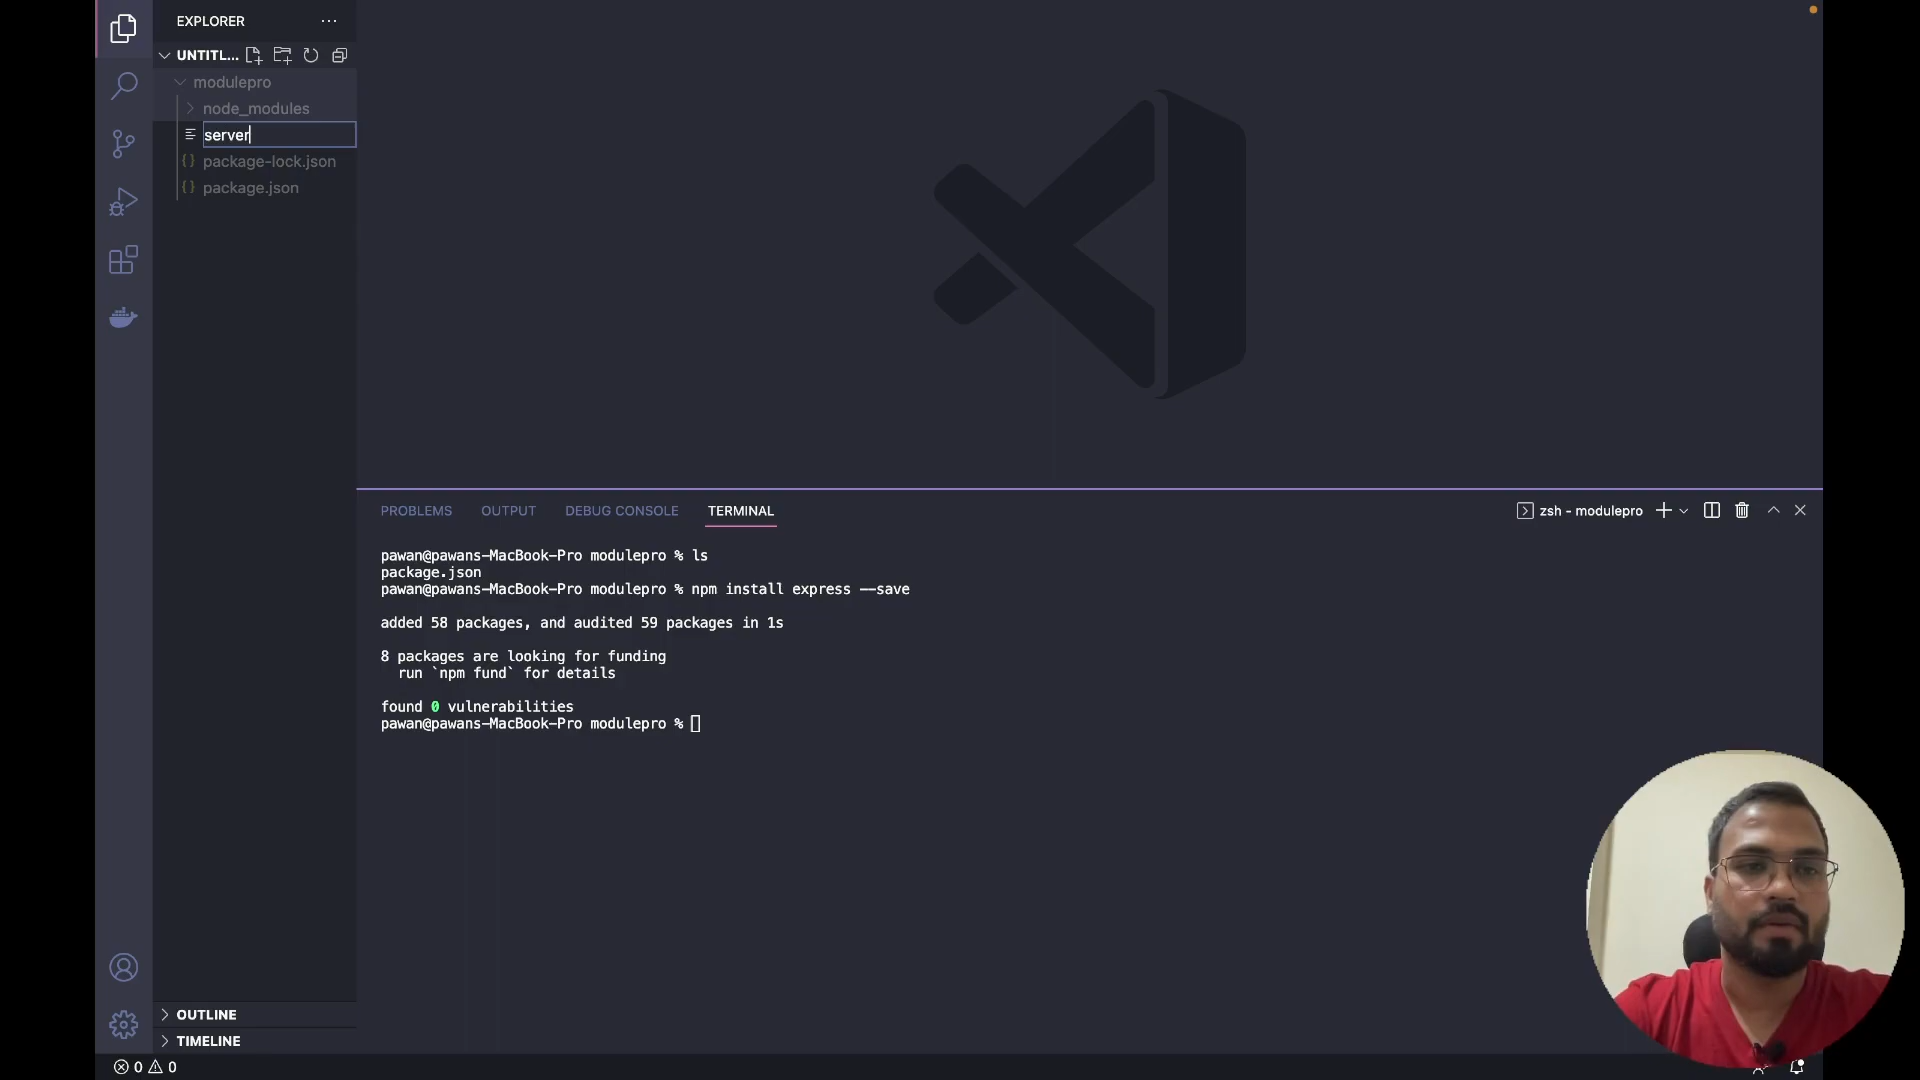 EXPLORER
UNTITL...
modulepro
node_modules
server
package-lock.json
package.json
PROBLEMS
OUTPUT
DEBUG CONSOLE
TERMINAL
zsh - modulepro
pawan@pawans-MacBook-Pro modulepro % ls
package.json
pawan@pawans-MacBook-Pro modulepro % npm install express --save
added 58 packages, and audited 59 packages in 1s
8 packages are looking for funding
run `npm fund` for details
found 0 vulnerabilities
pawan@pawans-MacBook-Pro modulepro %
OUTLINE
TIMELINE
0 0